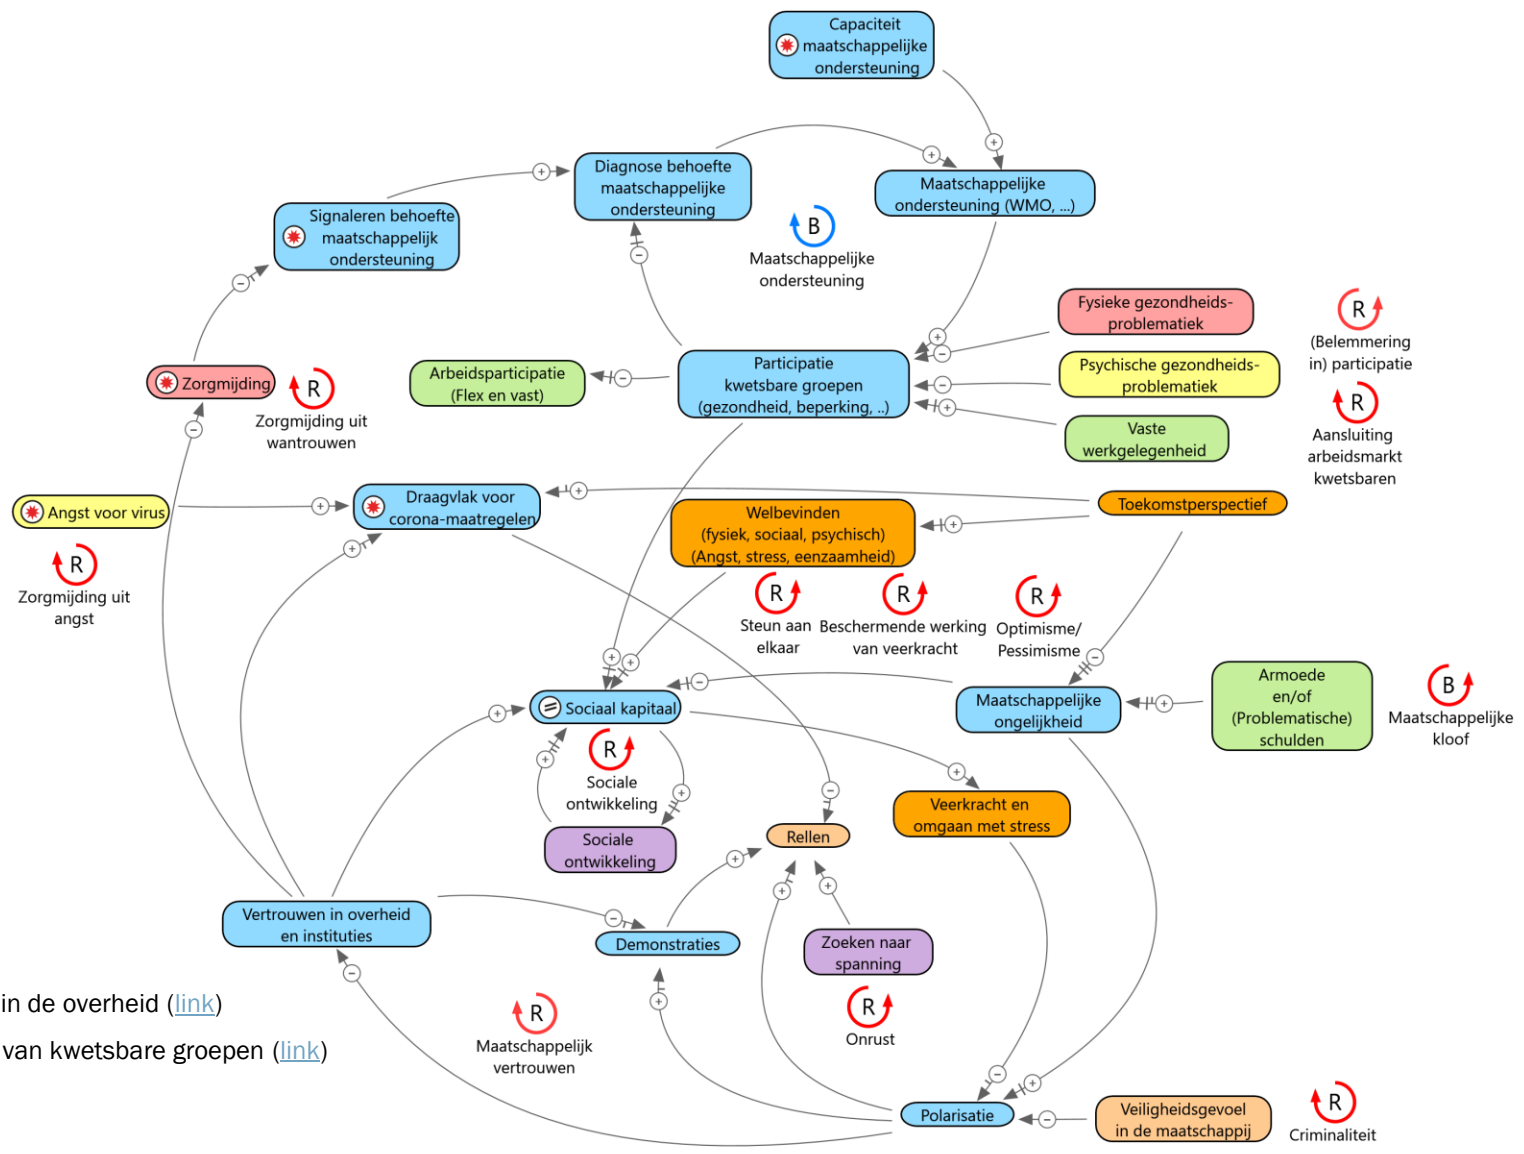 Capaciteit
maatschappelijke
ondersteuning
Diagnose behoefte
maatschappelijke
ondersteuning
Maatschappelijke
ondersteuning (WMO, ...)
Signaleren behoefte
maatschappelijk
ondersteuning
B
Maatschappelijke
ondersteuning
Fysieke gezondheids-
problematiek
R
(Belemmering
in) participatie
Zorgmijding
R
Zorgmijding uit
wantrouwen
Arbeidsparticipatie
(Flex en vast)
Participatie
kwetsbare groepen
(gezondheid, beperking, ..)
Psychische gezondheids-
problematiek
R
Aansluiting
arbeidsmarkt
kwetsbaren
Vaste
werkgelegenheid
Angst voor virus
Draagvlak voor
corona-maatregelen
Welbevinden
(fysiek, sociaal, psychisch)
(Angst, stress, eenzaamheid)
Toekomstperspectief
R
Zorgmijding uit
angst
R
Steun aan
elkaar
R
Beschermende werking
van veerkracht
R
Optimisme/
Pessimisme
Sociaal kapitaal
Maatschappelijke
ongelijkheid
Armoede
en/of
(Problematische)
schulden
B
Maatschappelijke
kloof
R
Sociale
ontwikkeling
Sociale
ontwikkeling
Rellen
Veerkracht en
omgaan met stress
Vertrouwen in overheid
en instituties
Demonstraties
Zoeken naar
spanning
in de overheid (link)
van kwetsbare groepen (link)
R
Maatschappelijk
vertrouwen
R
Onrust
Polarisatie
Veiligheidsgevoel
in de maatschappij
R
Criminaliteit